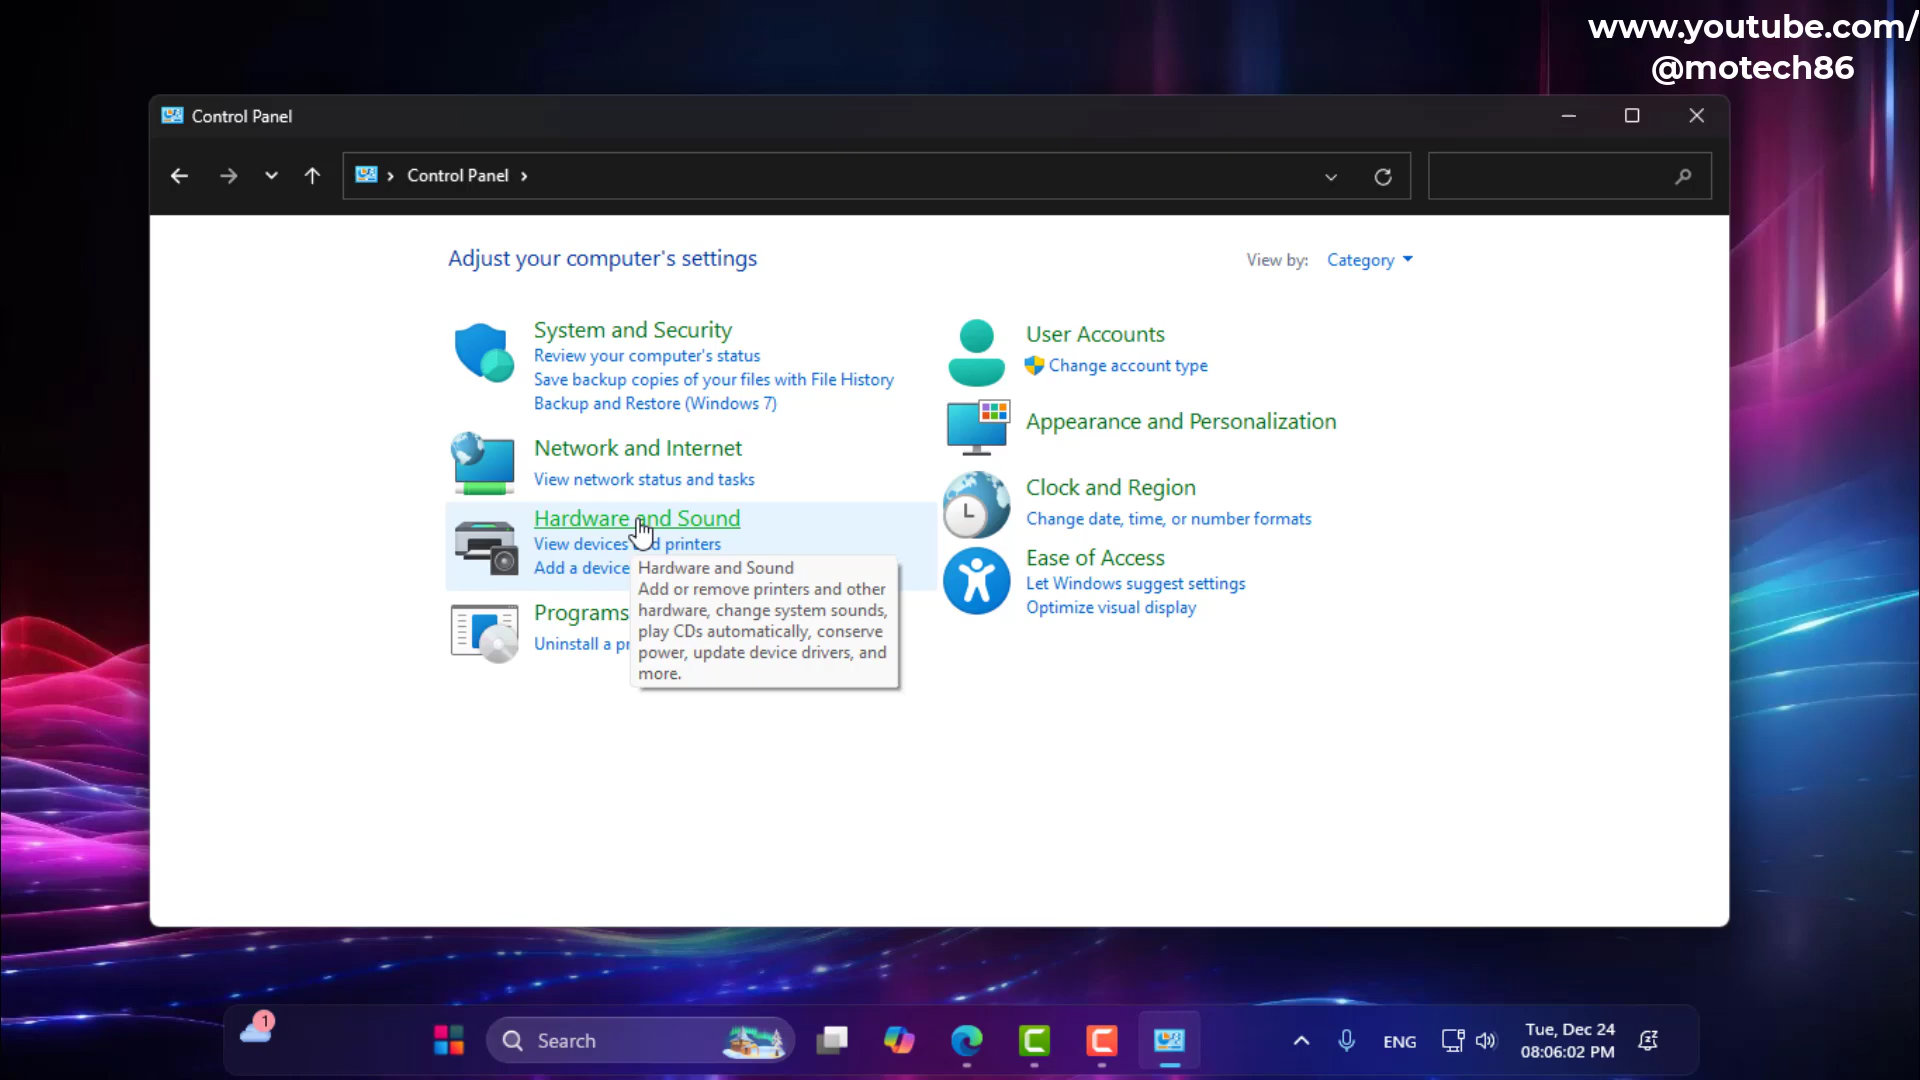 www.youtube.com/
@motech86
Control Panel
Control Panel
Adjust your computer's settings
View by: Category
System and Security
Review your computer's status
Save backup copies of your files with File History
Backup and Restore (Windows 7)
Network and Internet
View network status and tasks
Hardware and Sound
View devices and printers
Add a device
Hardware and Sound
Add or remove printers and other
hardware, change system sounds,
play CDs automatically, conserve
power, update device drivers, and
more.
Programs
Uninstall a pr
User Accounts
Change account type
Appearance and Personalization
Clock and Region
Change date, time, or number formats
Ease of Access
Let Windows suggest settings
Optimize visual display
1
Search
ENG
Tue, Dec 24
08:06:02 PM